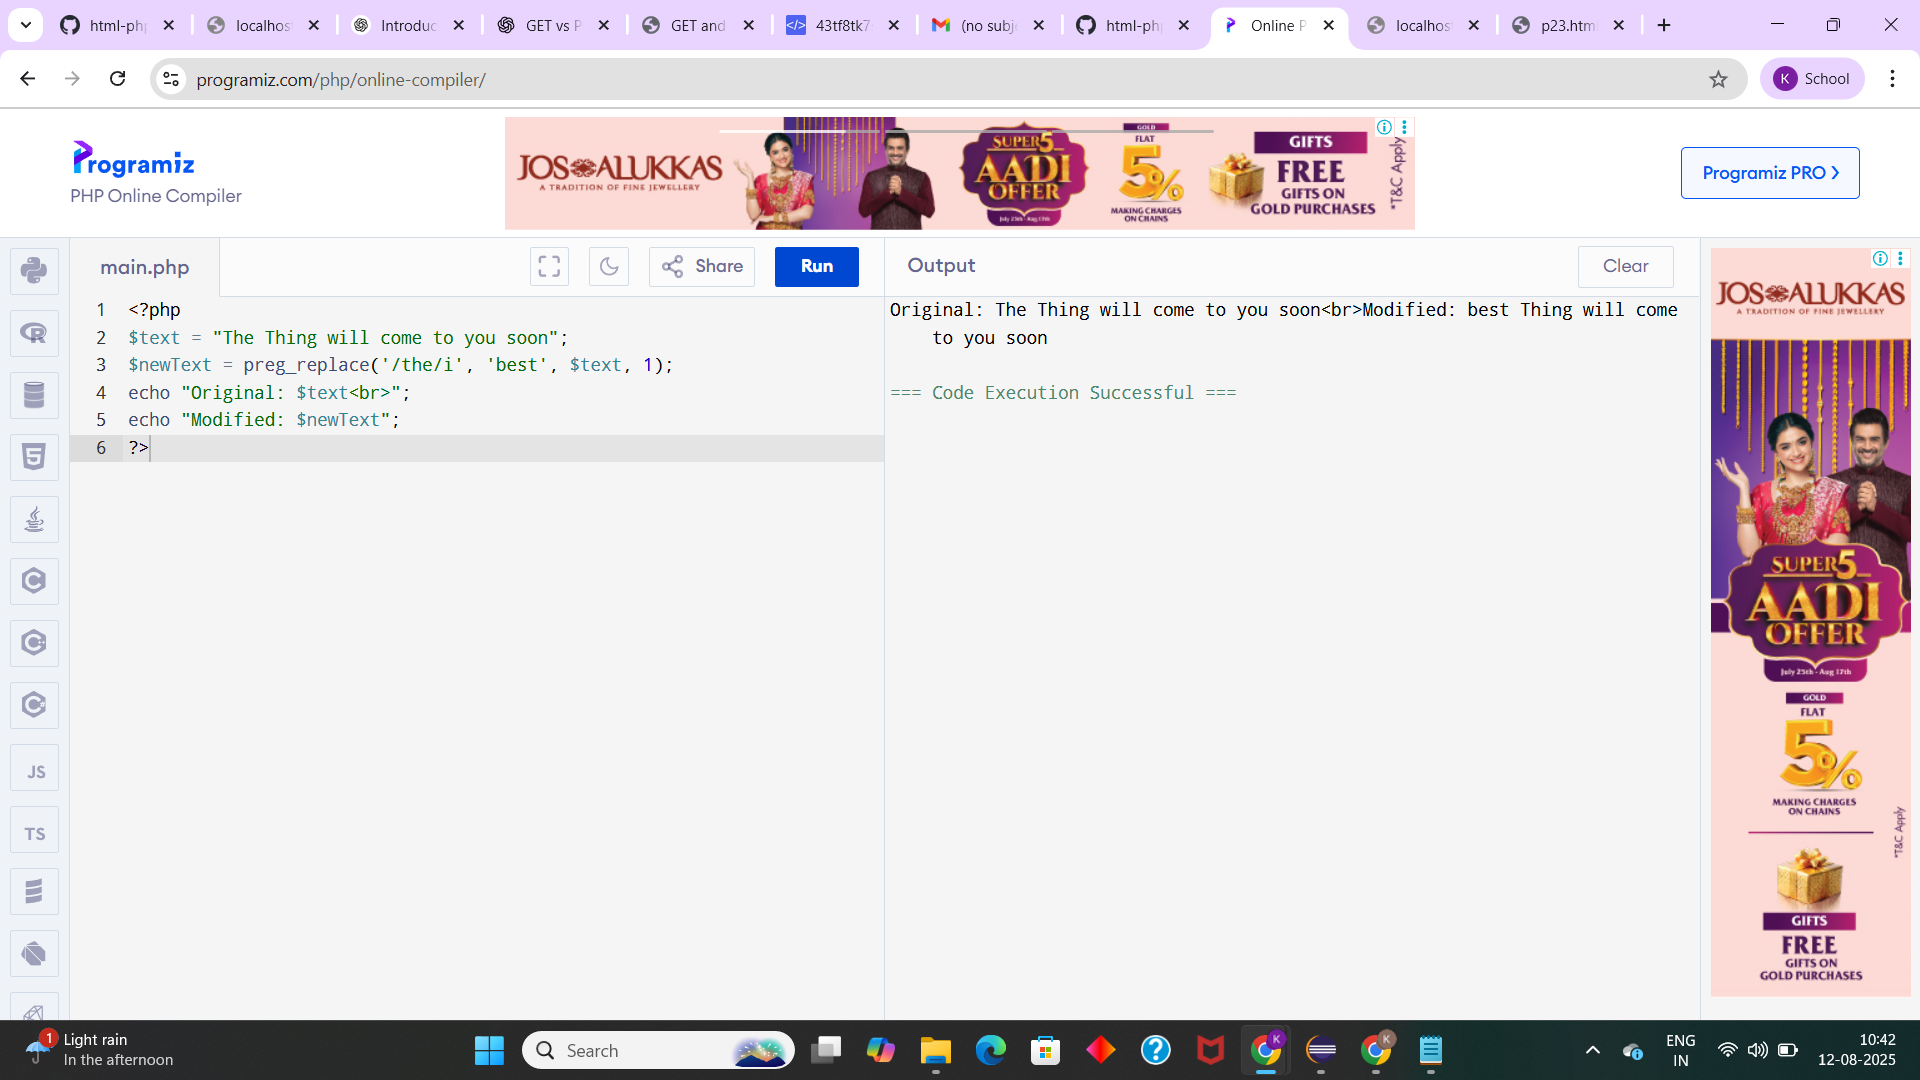 html-php
localhos
Introduc
GET vs P
GET and
43tf8tk7
(no subje
html-php
Online P
localhos
p23.htm
programiz.com/php/online-compiler/
K
School
Programiz
PHP Online Compiler
JOS ALUKKAS
A TRADITION OF FINE JEWELLERY
SUPER 5
AADI
OFFER
July 25th - Aug 17th
GOLD
FLAT
5%
MAKING CHARGES
ON CHAINS
GIFTS
FREE
GIFTS ON
GOLD PURCHASES
*T&C Apply
Programiz PRO
main.php
Share
Run
Output
Clear
1 <?php
2 $text = "The Thing will come to you soon";
3 $newText = preg_replace('/the/i', 'best', $text, 1);
4 echo "Original: $text<br>";
5 echo "Modified: $newText";
6 ?>
Original: The Thing will come to you soon<br>Modified: best Thing will come
to you soon
=== Code Execution Successful ===
JS
TS
JOS ALUKKAS
A TRADITION OF FINE JEWELLERY
SUPER 5
AADI
OFFER
July 25th - Aug 17th
GOLD
FLAT
5%
MAKING CHARGES
ON CHAINS
*T&C Apply
GIFTS
FREE
GIFTS ON
GOLD PURCHASES
1
Light rain
In the afternoon
Search
K
K
ENG
IN
10:42
12-08-2025